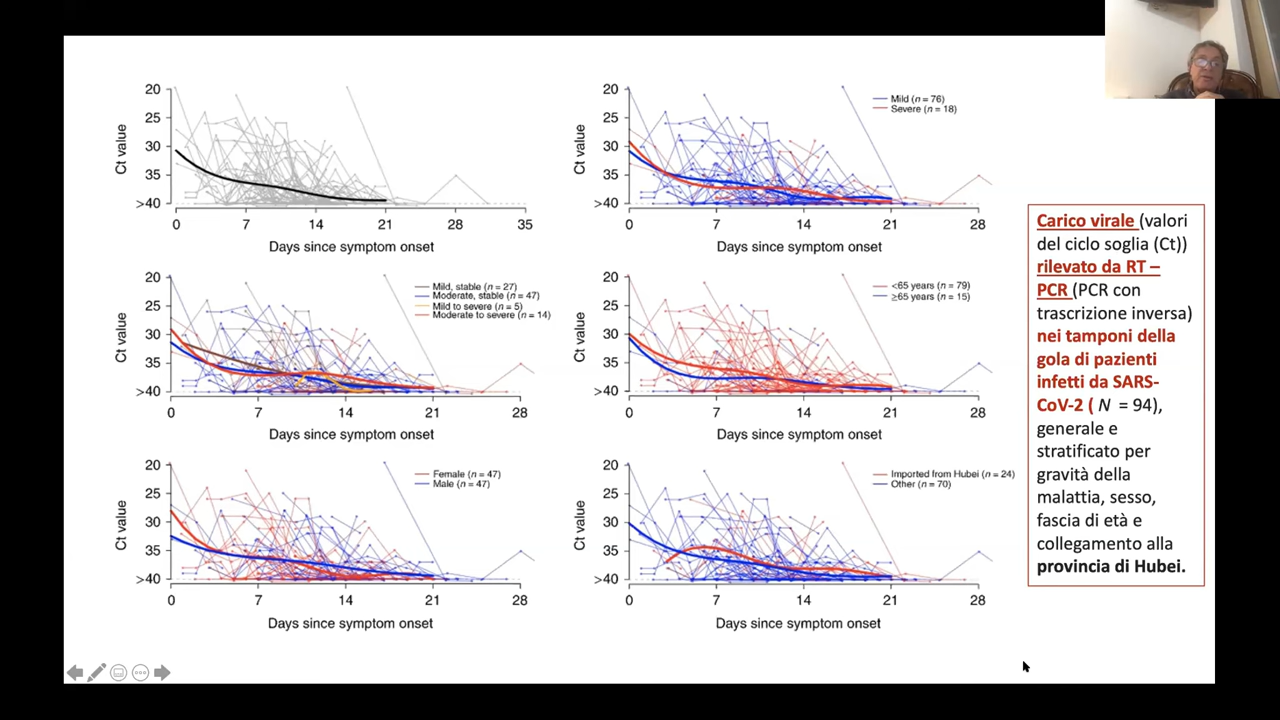 20
25
30
35
>40
Ct value
0
7
14
21
28
35
Days since symptom onset
20
25
30
35
>40
Ct value
Mild (n = 76)
Severe (n = 18)
0
7
14
21
28
Days since symptom onset
20
25
30
35
>40
Ct value
Mild, stable (n = 27)
Moderate, stable (n = 47)
Mild to severe (n = 5)
Moderate to severe (n = 14)
0
7
14
21
28
Days since symptom onset
20
25
30
35
>40
Ct value
<65 years (n = 79)
≥65 years (n = 15)
0
7
14
21
28
Days since symptom onset
20
25
30
35
>40
Ct value
Female (n = 47)
Male (n = 47)
0
7
14
21
28
Days since symptom onset
20
25
30
35
>40
Ct value
Imported from Hubei (n = 24)
Other (n = 70)
0
7
14
21
28
Days since symptom onset
Carico virale (valori
del ciclo soglia (Ct))
rilevato da RT –
PCR (PCR con
trascrizione inversa)
nei tamponi della
gola di pazienti
infetti da SARS-
CoV-2 ( N = 94),
generale e
stratificato per
gravità della
malattia, sesso,
fascia di età e
collegamento alla
provincia di Hubei.